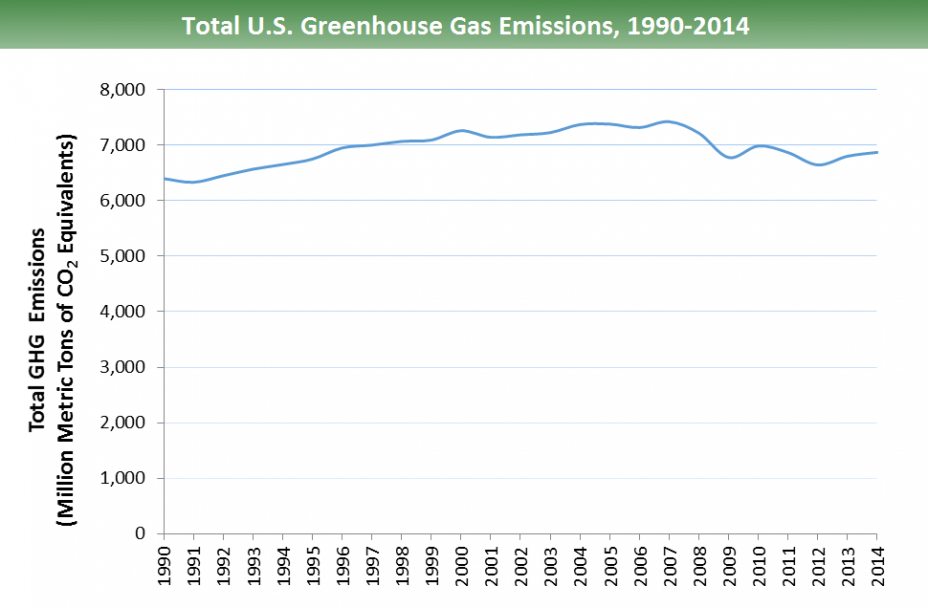 Total U.S. Greenhouse Gas Emissions, 1990-2014
Total GHG Emissions
(Million Metric Tons of CO₂ Equivalents)
8,000
7,000
6,000
5,000
4,000
3,000
2,000
1,000
0
1990 1991 1992 1993 1994 1995 1996 1997 1998 1999 2000 2001 2002 2003 2004 2005 2006 2007 2008 2009 2010 2011 2012 2013 2014